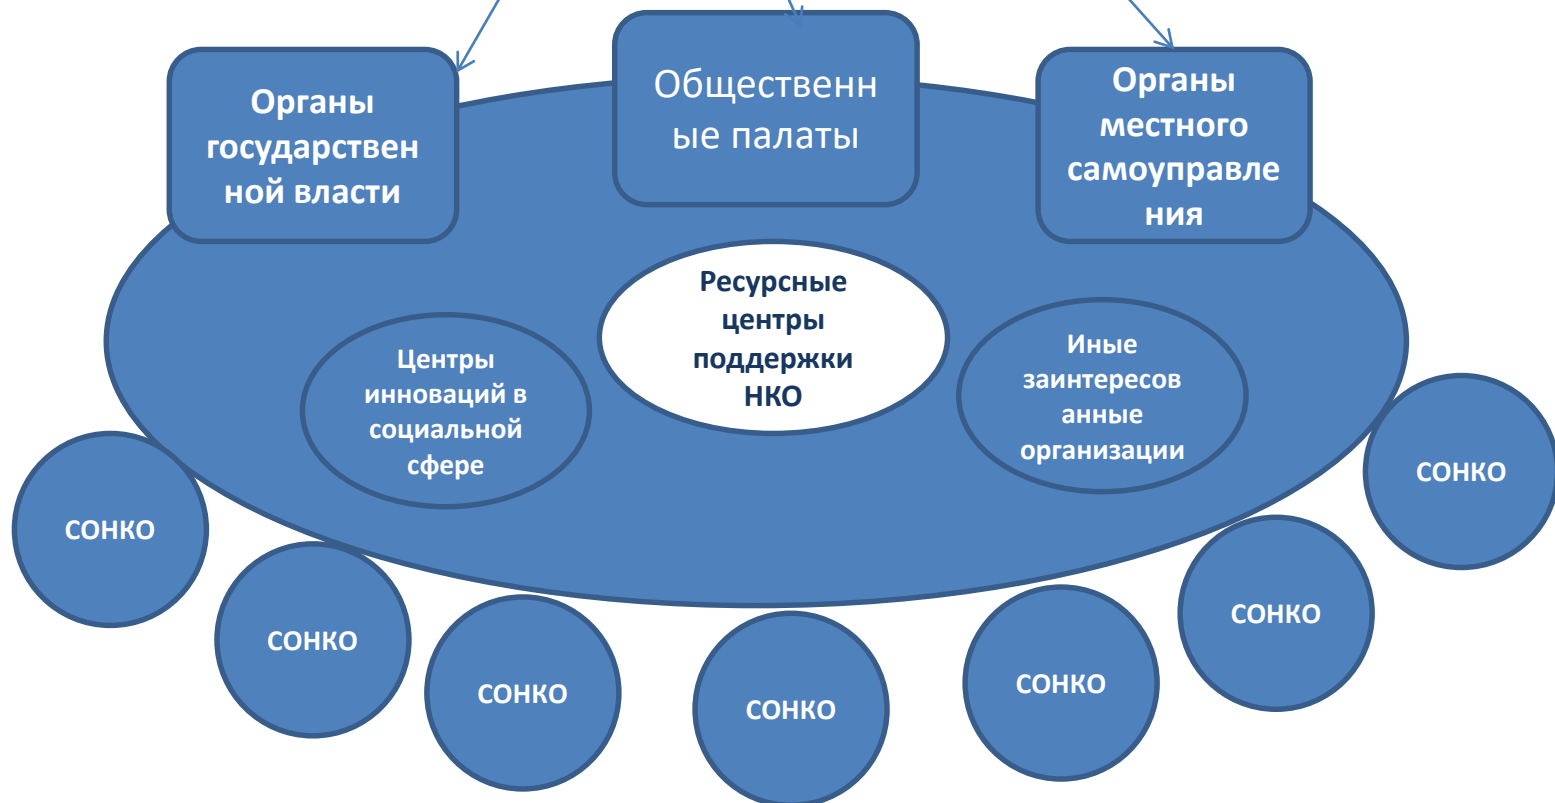 Органы
государствен
ной власти
Общественн
ые палаты
Органы
местного
самоуправле
ния
Ресурсные
центры
поддержки
НКО
Центры
инноваций в
социальной
сфере
Иные
заинтересов
анные
организации
СОНКО
СОНКО
СОНКО
СОНКО
СОНКО
СОНКО
СОНКО